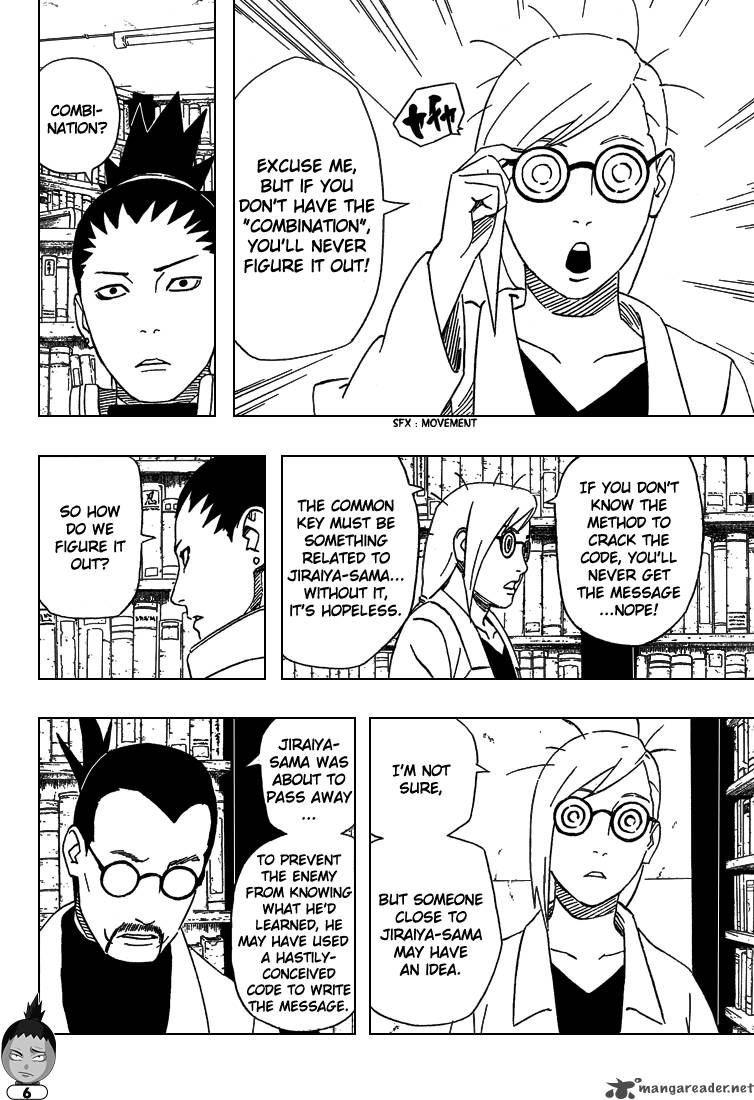 EXCUSE ME,
BUT IF YOU
DON'T HAVE THE
"COMBINATION",
YOU'LL NEVER
FIGURE IT OUT!
SFX : MOVEMENT
COMBI-
NATION?
IF YOU DON'T
KNOW THE
METHOD TO
CRACK THE
CODE, YOU'LL
NEVER GET
THE MESSAGE
...NOPE!
THE COMMON
KEY MUST BE
SOMETHING
RELATED TO
JIRAIYA-SAMA...
WITHOUT IT,
IT'S HOPELESS.
SO HOW
DO WE
FIGURE IT
OUT?
I'M NOT
SURE,
BUT SOMEONE
CLOSE TO
JIRAIYA-SAMA
MAY HAVE
AN IDEA.
JIRAIYA-
SAMA WAS
ABOUT TO
PASS AWAY
...
TO PREVENT
THE ENEMY
FROM KNOWING
WHAT HE'D
LEARNED, HE
MAY HAVE USED
A HASTILY-
CONCEIVED
CODE TO WRITE
THE MESSAGE.
6
mangareader.net